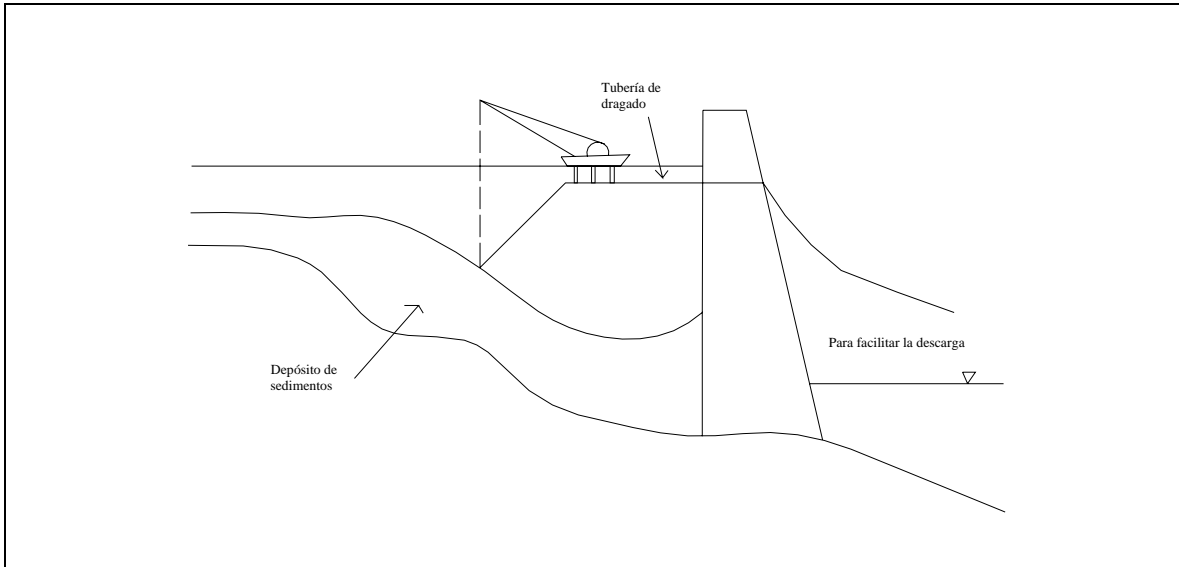 Tubería de
dragado
Para facilitar la descarga
Depósito de
sedimentos